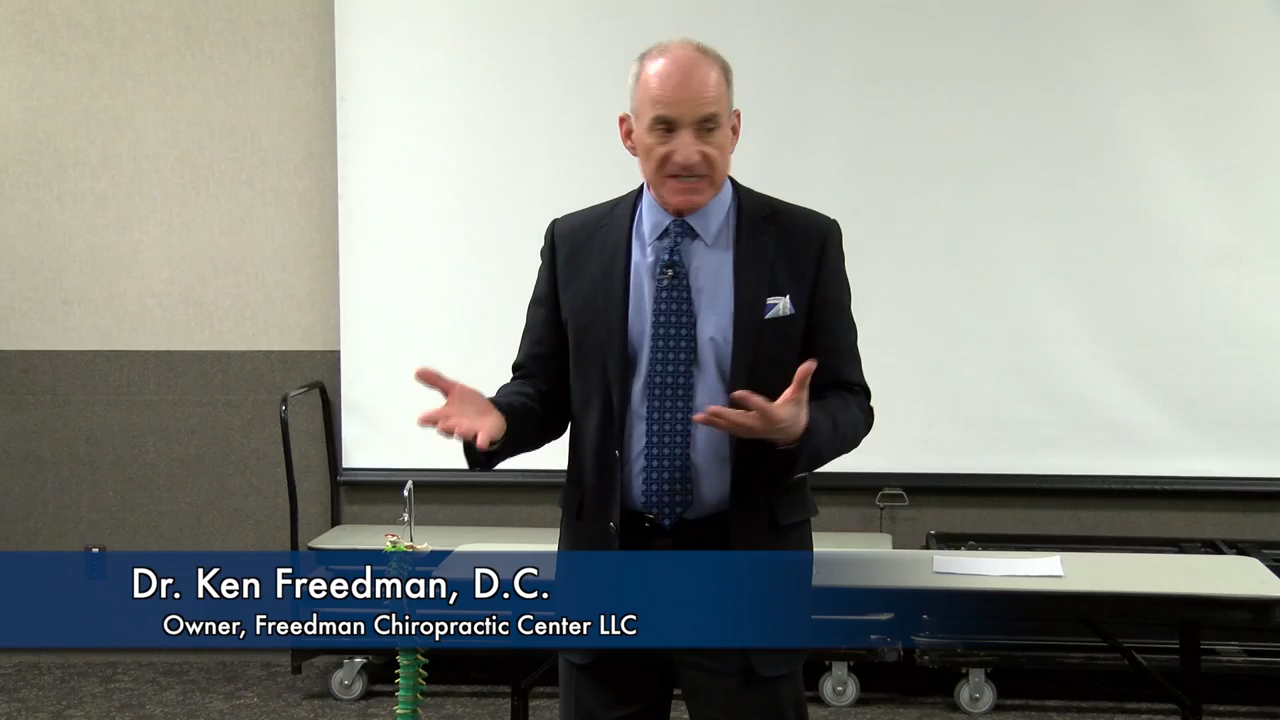 Dr. Ken Freedman, D.C.
Owner, Freedman Chiropractic Center LLC